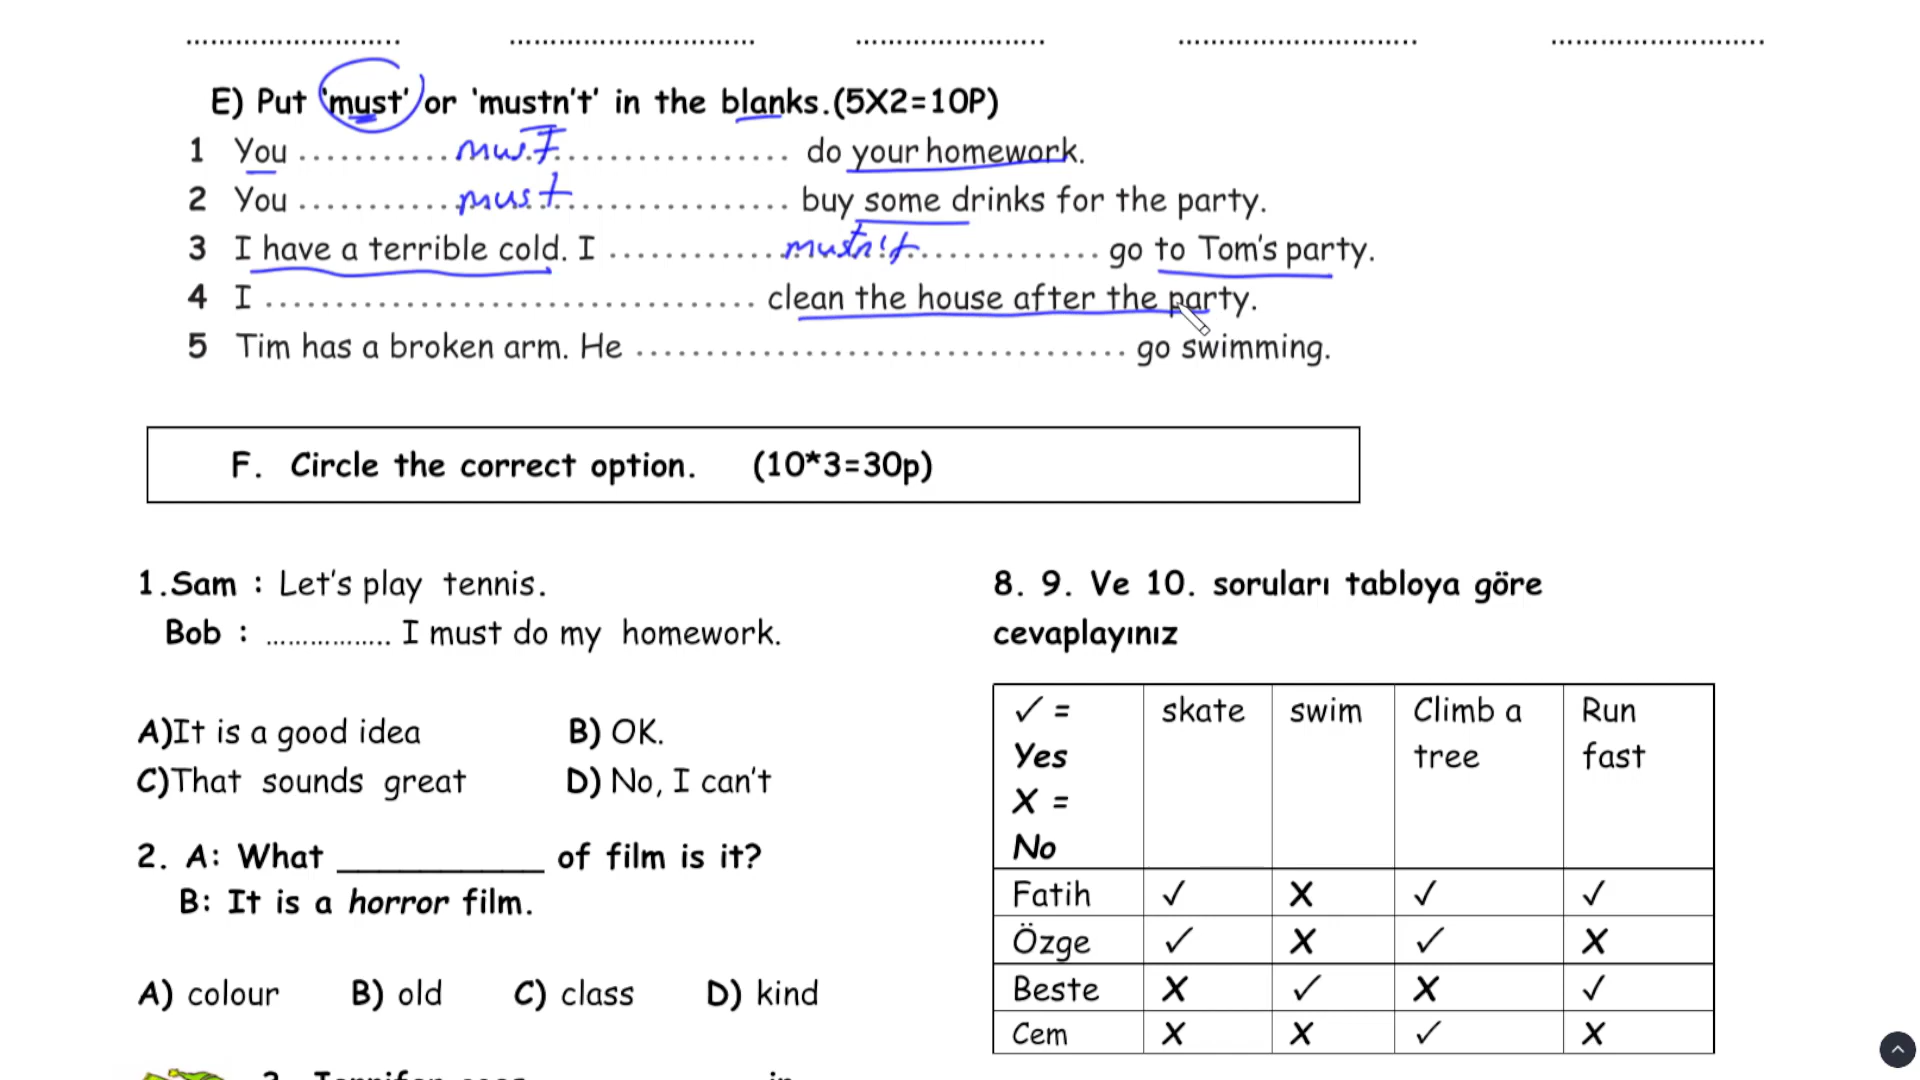 ........................ ............................ ..................... ........................... ........................
E) Put 'must' or 'mustn't' in the blanks.(5X2=10P)
1 You ........... must .................... do your homework.
2 You ........... must .................... buy some drinks for the party.
3 I have a terrible cold. I ............ mustn't ............... go to Tom's party.
4 I ................................... clean the house after the party.
5 Tim has a broken arm. He ................................... go swimming.
F. Circle the correct option. (10*3=30p)
1.Sam : Let's play tennis.
Bob : ................. I must do my homework.
A)It is a good idea B) OK.
C)That sounds great D) No, I can't
2. A: What ____________ of film is it?
B: It is a horror film.
A) colour B) old C) class D) kind
8. 9. Ve 10. soruları tabloya göre
cevaplayınız
✓ = skate swim Climb a Run
Yes tree fast
X =
No
Fatih ✓ X ✓ ✓
Özge ✓ X ✓ X
Beste X ✓ X ✓
Cem X X ✓ X